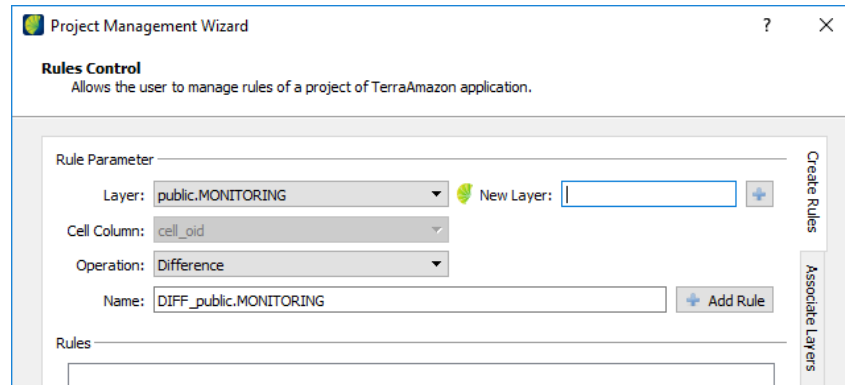 Project Management Wizard ?
Rules Control
Allows the user to manage rules of a project of TerraAmazon application.
Rule Parameter
Layer: public.MONITORING New Layer:
Cell Column: cell_oid
Operation: Difference
Name: DIFF_public.MONITORING Add Rule
Rules
Create Rules
Associate Layers